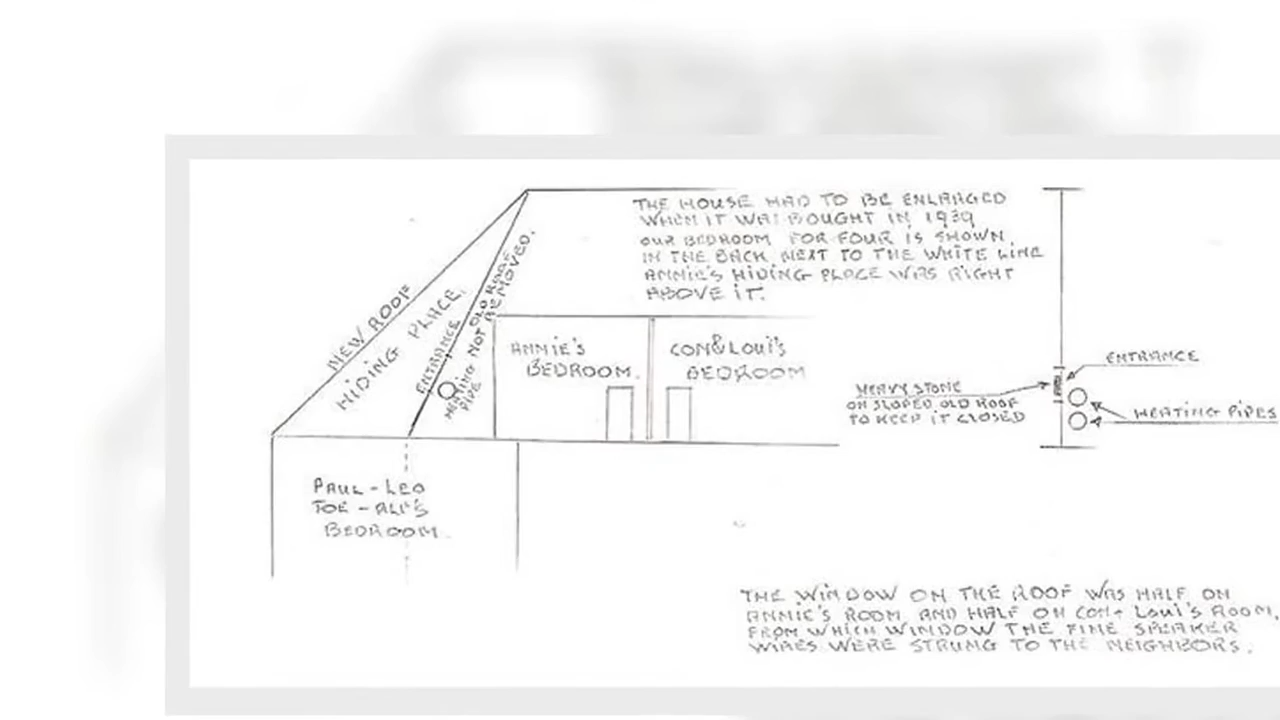 THE HOUSE HAD TO BE ENLARGED
WHEN IT WAS BOUGHT IN 1939
OUR BEDROOM FOR FOUR IS SHOWN,
IN THE BACK NEXT TO THE WHITE LINE
ANNIE'S HIDING PLACE WAS RIGHT
ABOVE IT.
NEW ROOF
HIDING PLACE.
ENTRANCE
HEATING PIPE
NOT OLD ROOF
REMOVED.
ANNIE'S
BEDROOM.
CON&LOUI'S
BEDROOM
ENTRANCE
HEAVY STONE
ON SLOPED OLD ROOF
TO KEEP IT CLOSED
HEATING PIPES
PAUL-LEO
TOE-ALI'S
BEDROOM.
THE WINDOW ON THE ROOF WAS HALF ON
ANNIE'S ROOM AND HALF ON CON+ LOUI'S ROOM,
FROM WHICH WINDOW THE FINE SPEAKER
WIRES WERE STRUNG TO THE NEIGHBORS.